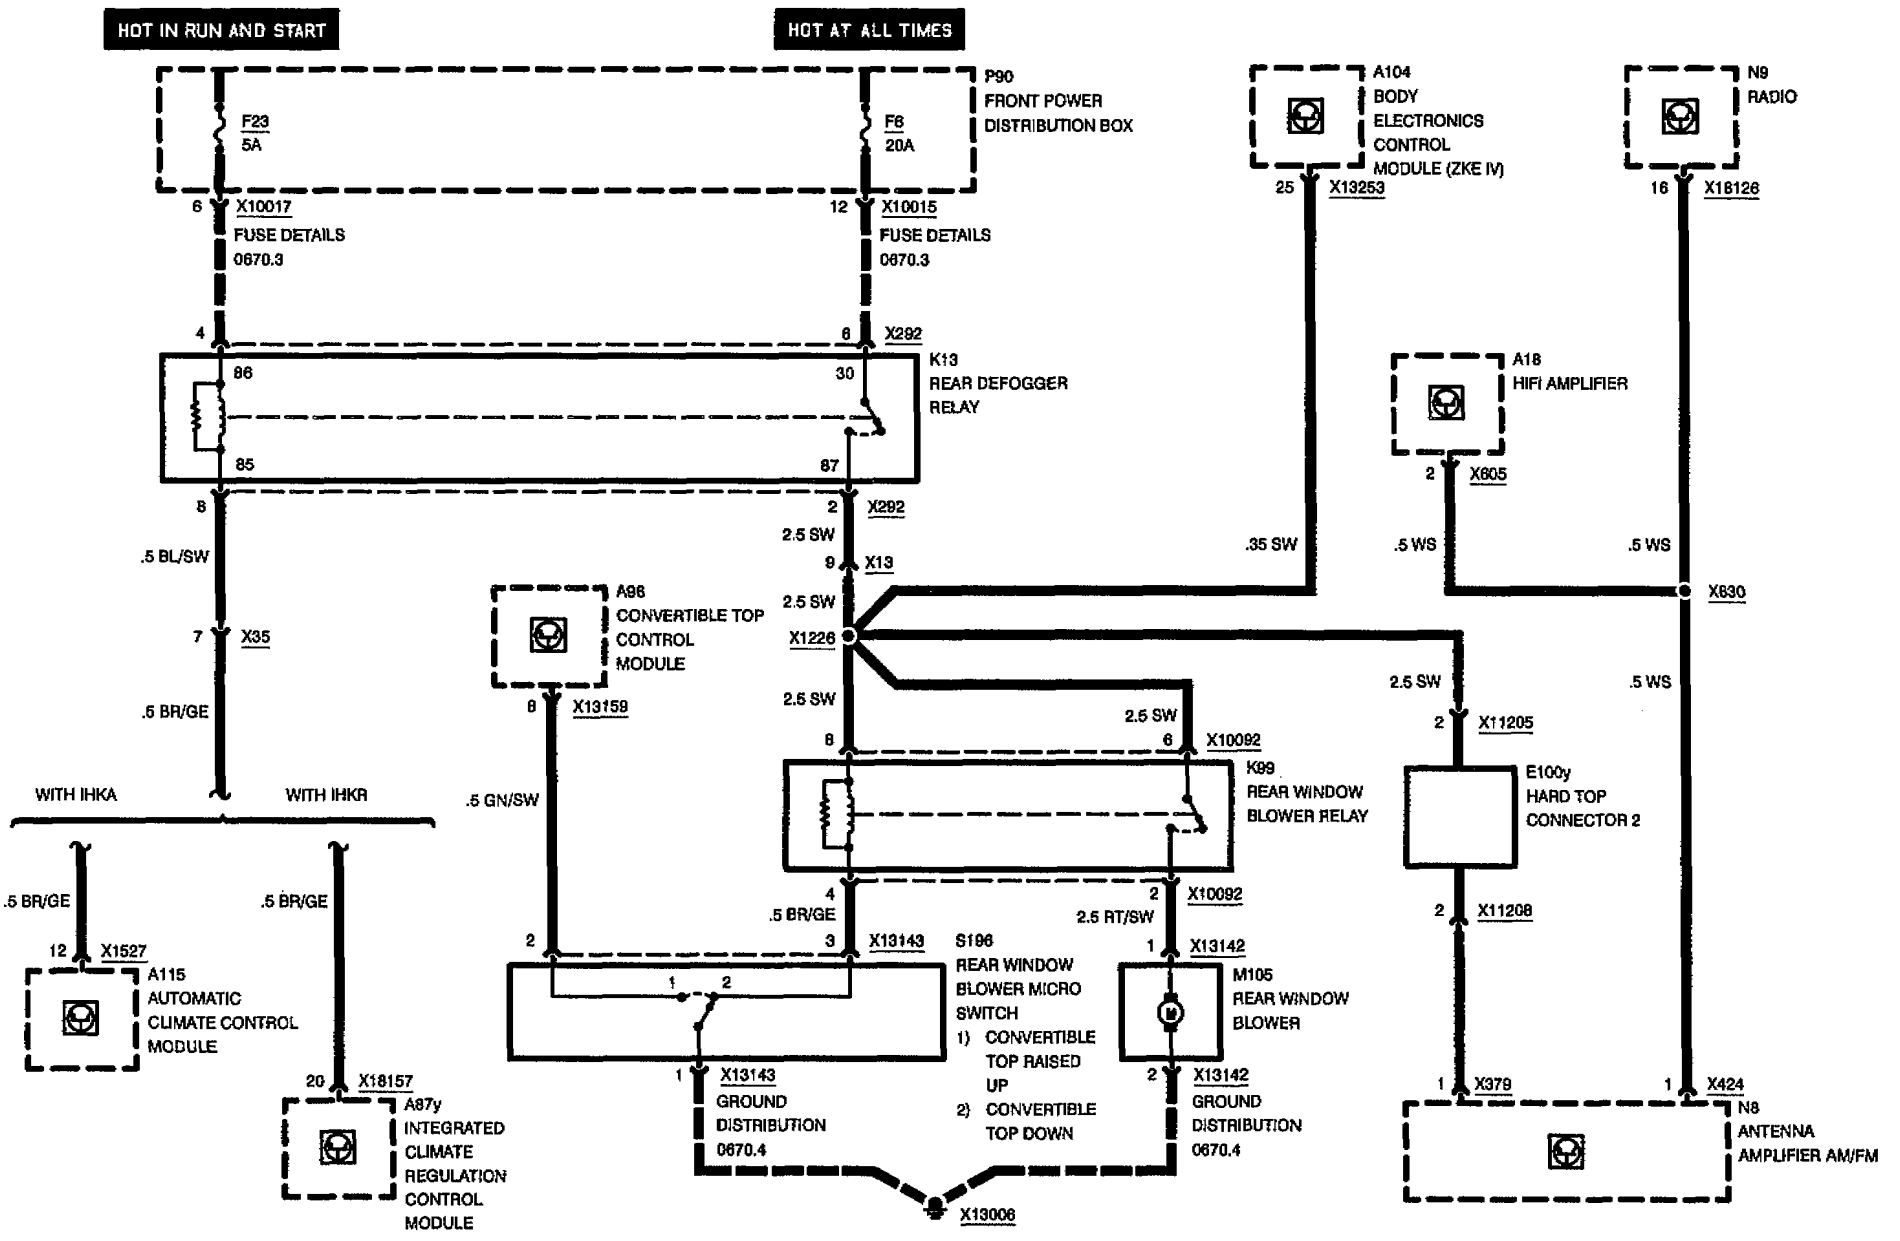 HOT IN RUN AND START
HOT AT ALL TIMES
F23
5A
F6
20A
P90
FRONT POWER
DISTRIBUTION BOX
A104
BODY
ELECTRONICS
CONTROL
MODULE (ZKE IV)
N9
RADIO
6
X10017
FUSE DETAILS
0670.3
12
X10015
FUSE DETAILS
0670.3
25
X13253
16
X18126
4
6
X292
86
30
K13
REAR DEFOGGER
RELAY
85
87
A18
HIFI AMPLIFIER
8
2
X292
2
X605
.5 BL/SW
2.5 SW
9
X13
.35 SW
.5 WS
.5 WS
X830
7
X35
A96
CONVERTIBLE TOP
CONTROL
MODULE
2.5 SW
X1226
8
X13159
.5 BR/GE
2.5 SW
2.5 SW
2.5 SW
.5 WS
8
6
X10092
2
X11205
WITH IHKA
WITH IHKR
.5 GN/SW
K99
REAR WINDOW
BLOWER RELAY
E100y
HARD TOP
CONNECTOR 2
.5 BR/GE
.5 BR/GE
4
.5 BR/GE
2
X10092
2.5 RT/SW
2
X11208
12
X1527
A115
AUTOMATIC
CLIMATE CONTROL
MODULE
2
3
X13143
1
2
S196
REAR WINDOW
BLOWER MICRO
SWITCH
1) CONVERTIBLE
TOP RAISED
UP
2) CONVERTIBLE
TOP DOWN
1
X13142
M
M105
REAR WINDOW
BLOWER
20
X18157
A87y
INTEGRATED
CLIMATE
REGULATION
CONTROL
MODULE
1
X13143
GROUND
DISTRIBUTION
0670.4
2
X13142
GROUND
DISTRIBUTION
0670.4
X13006
1
X379
1
X424
N8
ANTENNA
AMPLIFIER AM/FM